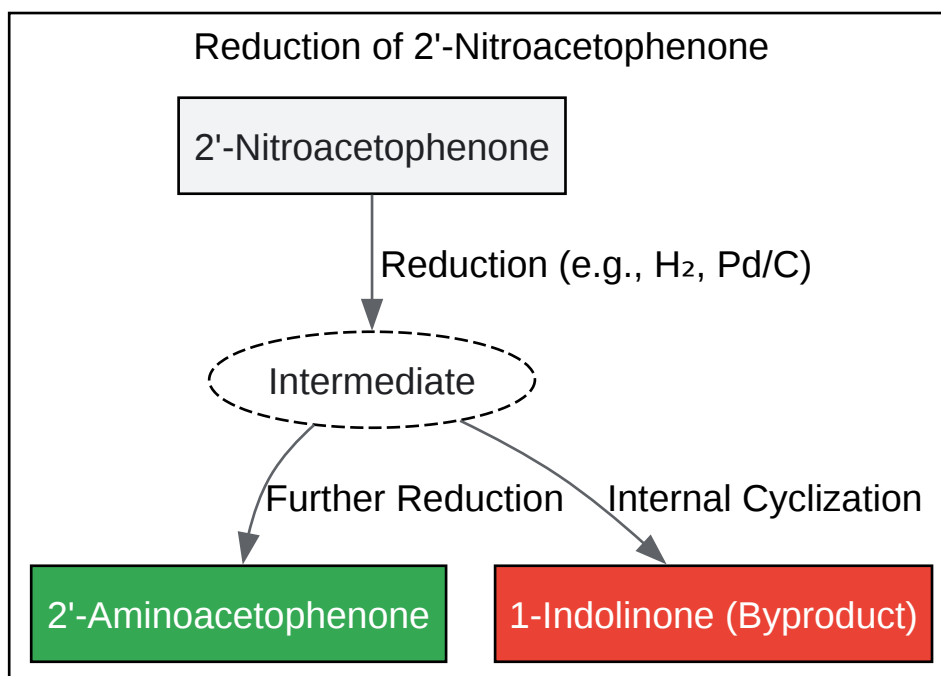 Reduction of 2'-Nitroacetophenone
2'-Nitroacetophenone
Reduction (e.g., H₂, Pd/C)
Intermediate
Further Reduction
Internal Cyclization
2'-Aminoacetophenone
1-Indolinone (Byproduct)